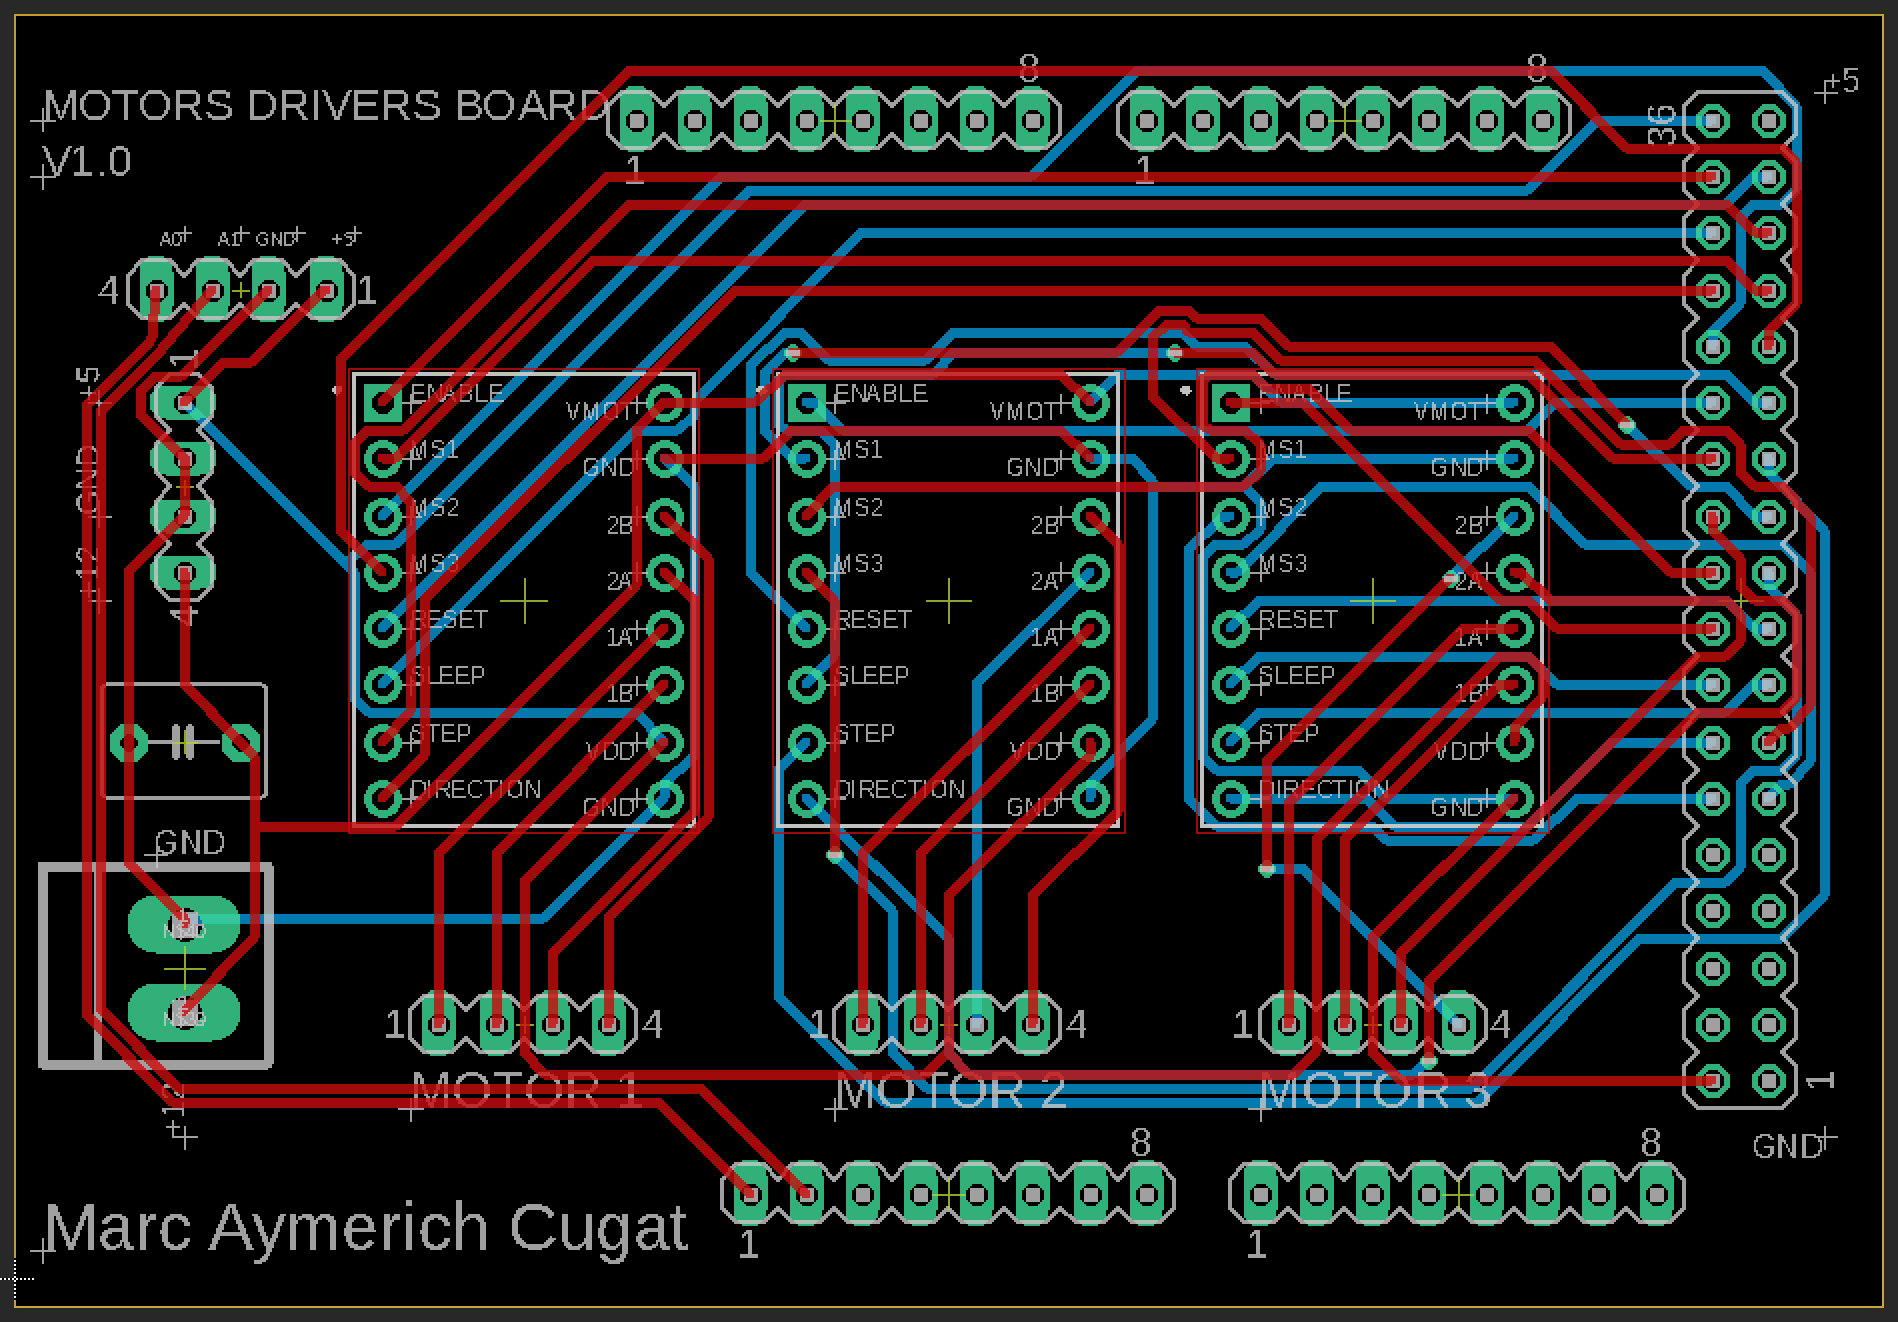 8
8
+5
MOTORS DRIVERS BOARD
36
V1.0
1
1
A0
A1
GND
+5
4
1
1
+5
GND
+12
4
ENABLE
VMOT
MS1
GND
MS2
2B
MS3
2A
RESET
1A
SLEEP
1B
STEP
VDD
DIRECTION
GND
ENABLE
VMOT
MS1
GND
MS2
2B
MS3
2A
RESET
1A
SLEEP
1B
STEP
VDD
DIRECTION
GND
ENABLE
VMOT
MS1
GND
MS2
2B
MS3
2A
RESET
1A
SLEEP
1B
STEP
VDD
DIRECTION
GND
GND
1
4
1
4
1
4
+12
MOTOR 1
MOTOR 2
MOTOR 3
1
8
8
GND
Marc Aymerich Cugat
1
1